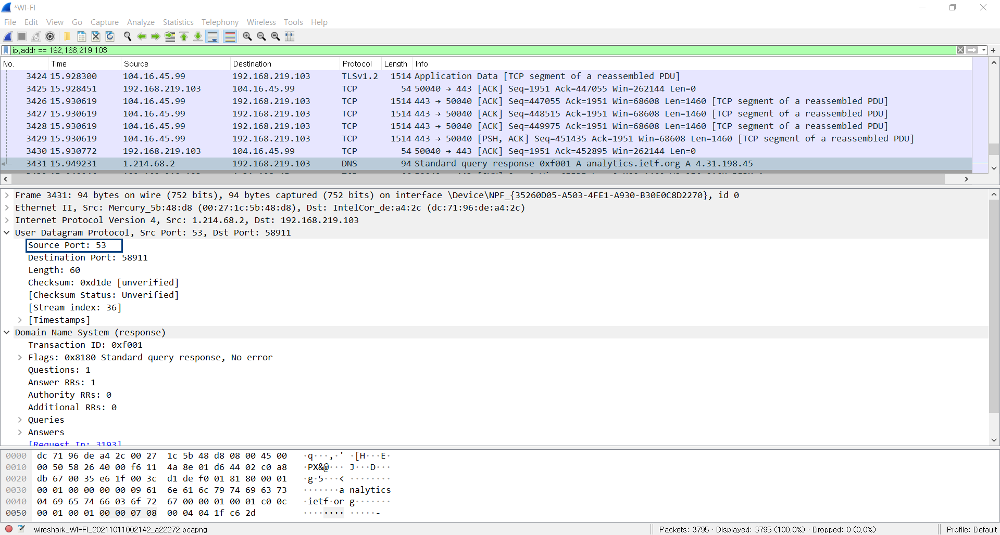 *Wi-Fi
File Edit View Go Capture Analyze Statistics Telephony Wireless Tools Help
ip.addr == 192.168.219.103
No. Time Source Destination Protocol Length Info
3424 15.928300 104.16.45.99 192.168.219.103 TLSv1.2 1514 Application Data [TCP segment of a reassembled PDU]
3425 15.928451 192.168.219.103 104.16.45.99 TCP 54 50040 → 443 [ACK] Seq=1951 Ack=447055 Win=262144 Len=0
3426 15.930619 104.16.45.99 192.168.219.103 TCP 1514 443 → 50040 [ACK] Seq=447055 Ack=1951 Win=68608 Len=1460 [TCP segment of a reassembled PDU]
3427 15.930619 104.16.45.99 192.168.219.103 TCP 1514 443 → 50040 [ACK] Seq=448515 Ack=1951 Win=68608 Len=1460 [TCP segment of a reassembled PDU]
3428 15.930619 104.16.45.99 192.168.219.103 TCP 1514 443 → 50040 [ACK] Seq=449975 Ack=1951 Win=68608 Len=1460 [TCP segment of a reassembled PDU]
3429 15.930619 104.16.45.99 192.168.219.103 TCP 1514 443 → 50040 [PSH, ACK] Seq=451435 Ack=1951 Win=68608 Len=1460 [TCP segment of a reassembled PDU]
3430 15.930772 192.168.219.103 104.16.45.99 TCP 54 50040 → 443 [ACK] Seq=1951 Ack=452895 Win=262144 Len=0
3431 15.949231 1.214.68.2 192.168.219.103 DNS 94 Standard query response 0xf001 A analytics.ietf.org A 4.31.198.45
Frame 3431: 94 bytes on wire (752 bits), 94 bytes captured (752 bits) on interface \Device\NPF_{35260D05-A503-4FE1-A930-B30E0C8D2270}, id 0
Ethernet II, Src: Mercury_5b:48:d8 (00:27:1c:5b:48:d8), Dst: IntelCor_de:a4:2c (dc:71:96:de:a4:2c)
Internet Protocol Version 4, Src: 1.214.68.2, Dst: 192.168.219.103
User Datagram Protocol, Src Port: 53, Dst Port: 58911
Source Port: 53
Destination Port: 58911
Length: 60
Checksum: 0xd1de [unverified]
[Checksum Status: Unverified]
[Stream index: 36]
[Timestamps]
Domain Name System (response)
Transaction ID: 0xf001
Flags: 0x8180 Standard query response, No error
Questions: 1
Answer RRs: 1
Authority RRs: 0
Additional RRs: 0
Queries
Answers
[Request In: 3193]
0000 dc 71 96 de a4 2c 00 27 1c 5b 48 d8 08 00 45 00 ·q···,·' ·[H···E·
0010 00 50 58 26 40 00 f6 11 4a 8e 01 d6 44 02 c0 a8 ·PX&@··· J···D···
0020 db 67 00 35 e6 1f 00 3c d1 de f0 01 81 80 00 01 ·g·5···< ········
0030 00 01 00 00 00 00 09 61 6e 61 6c 79 74 69 63 73 ·······a nalytics
0040 04 69 65 74 66 03 6f 72 67 00 00 01 00 01 c0 0c ·ietf·or g·······
0050 00 01 00 01 00 00 07 08 00 04 04 1f c6 2d ········ ·····-
wireshark_Wi-Fi_20211011002142_a22272.pcapng Packets: 3795 · Displayed: 3795 (100.0%) · Dropped: 0 (0.0%) Profile: Default